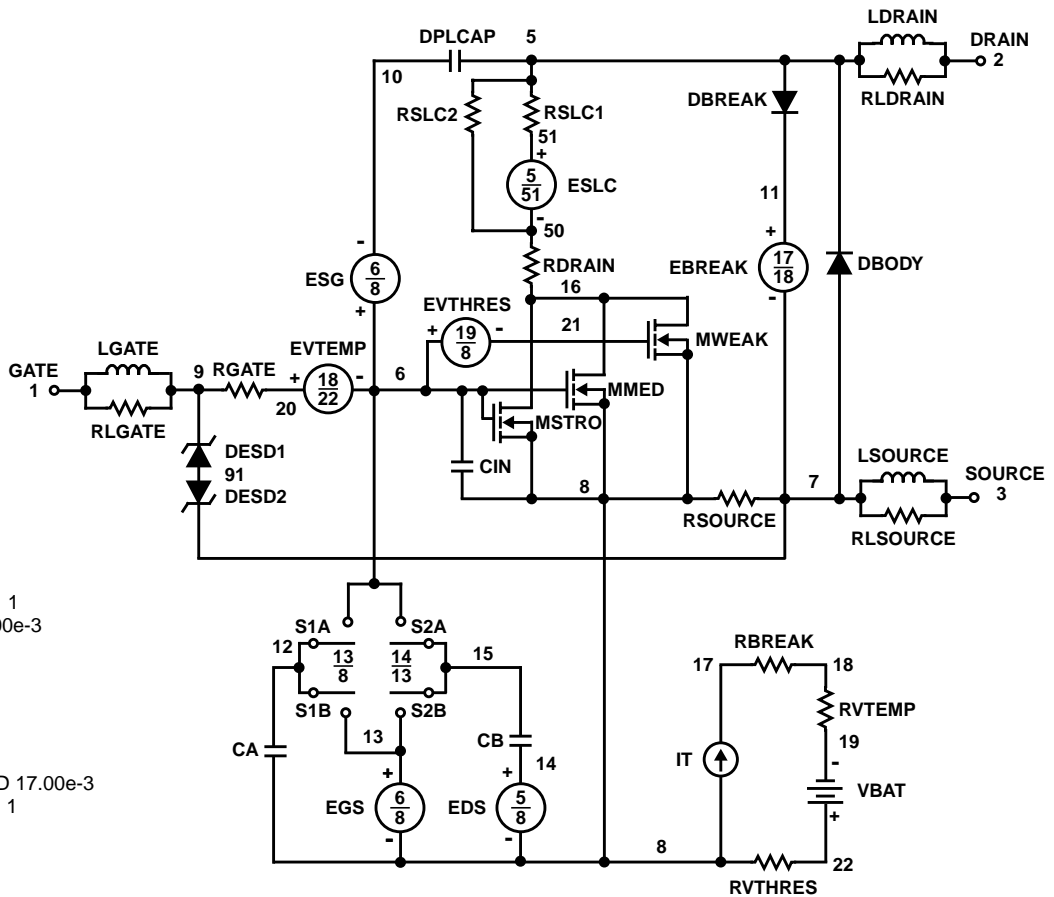 LDRAIN
DPLCAP 5 DRAIN
10 2
RSLC2 RSLC1 DBREAK RLDRAIN
51
+
5
51 ESLC 11
-
50 +
- RDRAIN EBREAK 17
18 DBODY
ESG 6
8 16 -
+ EVTHRES
+ 19
8 - 21 MWEAK
LGATE EVTEMP
GATE 9 RGATE + 18
22 - 6
1 20 MMED
RLGATE MSTRO
DESD1 LSOURCE
91 CIN 8 7 SOURCE
DESD2 3
RSOURCE RLSOURCE
1
00e-3
S1A S2A
12 13
8 14
13 15 RBREAK
17 18
S1B S2B RVTEMP
13 CB 19
CA 14 IT -
D 17.00e-3 + + VBAT
1 EGS 6
8 EDS 5
8 +
- - 8 22
RVTHRES